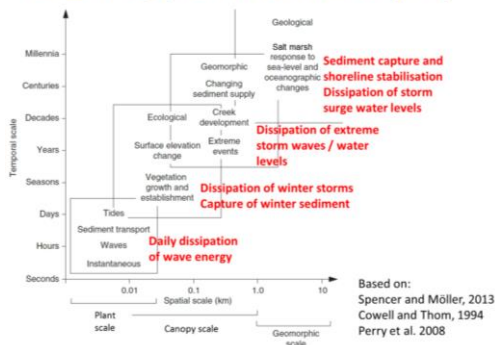 Geological
Millennia
Salt marsh
response to
sea-level and
oceanographic
changes
Geomorphic
Sediment capture and
shoreline stabilisation
Dissipation of storm
surge water levels
Centuries
Changing
sediment supply
Decades
Ecological
Creek
development
Dissipation of extreme
storm waves / water
levels
Temporal scale
Years
Surface elevation
change
Extreme
events
Seasons
Vegetation
growth and
establishment
Dissipation of winter storms
Capture of winter sediment
Days
Tides
Sediment transport
Hours
Waves
Daily dissipation
of wave energy
Instantaneous
Seconds
0.01
0.1
1.0
10
Spatial scale (km)
Plant
scale
Canopy scale
Geomorphic
scale
Based on:
Spencer and Möller, 2013
Cowell and Thom, 1994
Perry et al. 2008